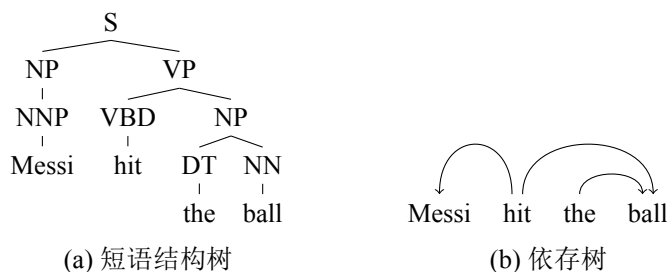 S
NP VP
NNP VBD NP
Messi hit DT NN
the ball
Messi hit the ball
(a) 短语结构树
(b) 依存树